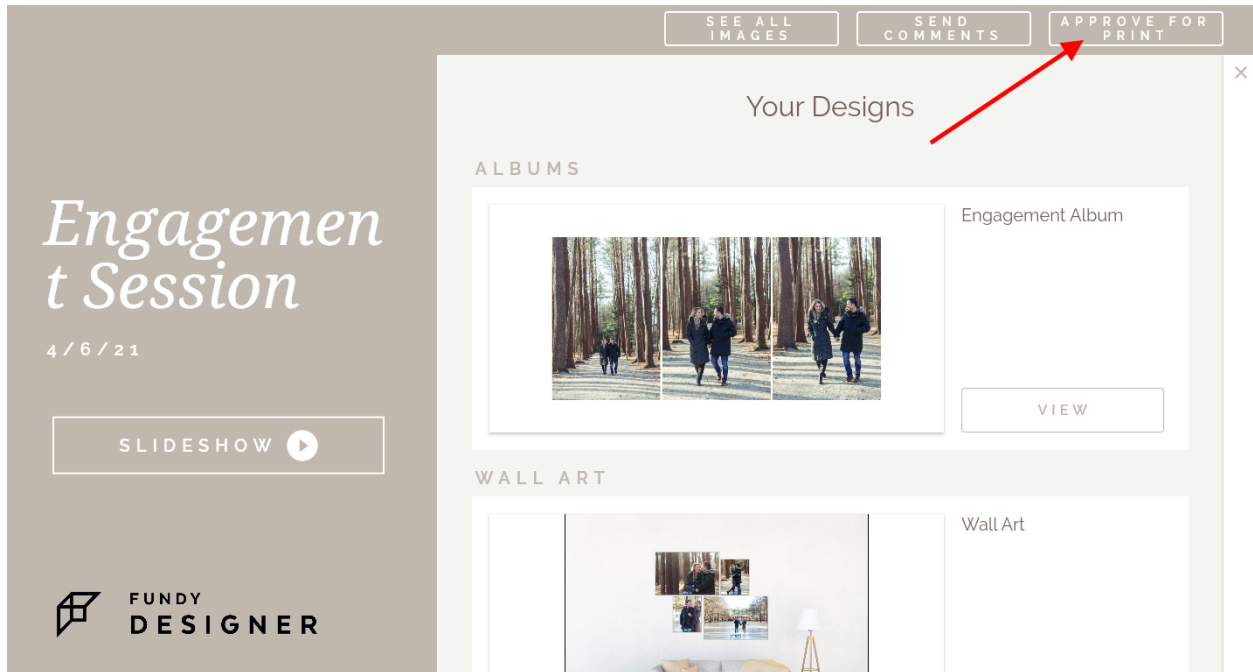 SEE ALL
IMAGES
SEND
COMMENTS
APPROVE FOR
PRINT
Engagemen
t Session
4/6/21
SLIDESHOW
FUNDY
DESIGNER
Your Designs
ALBUMS
Engagement Album
VIEW
WALL ART
Wall Art